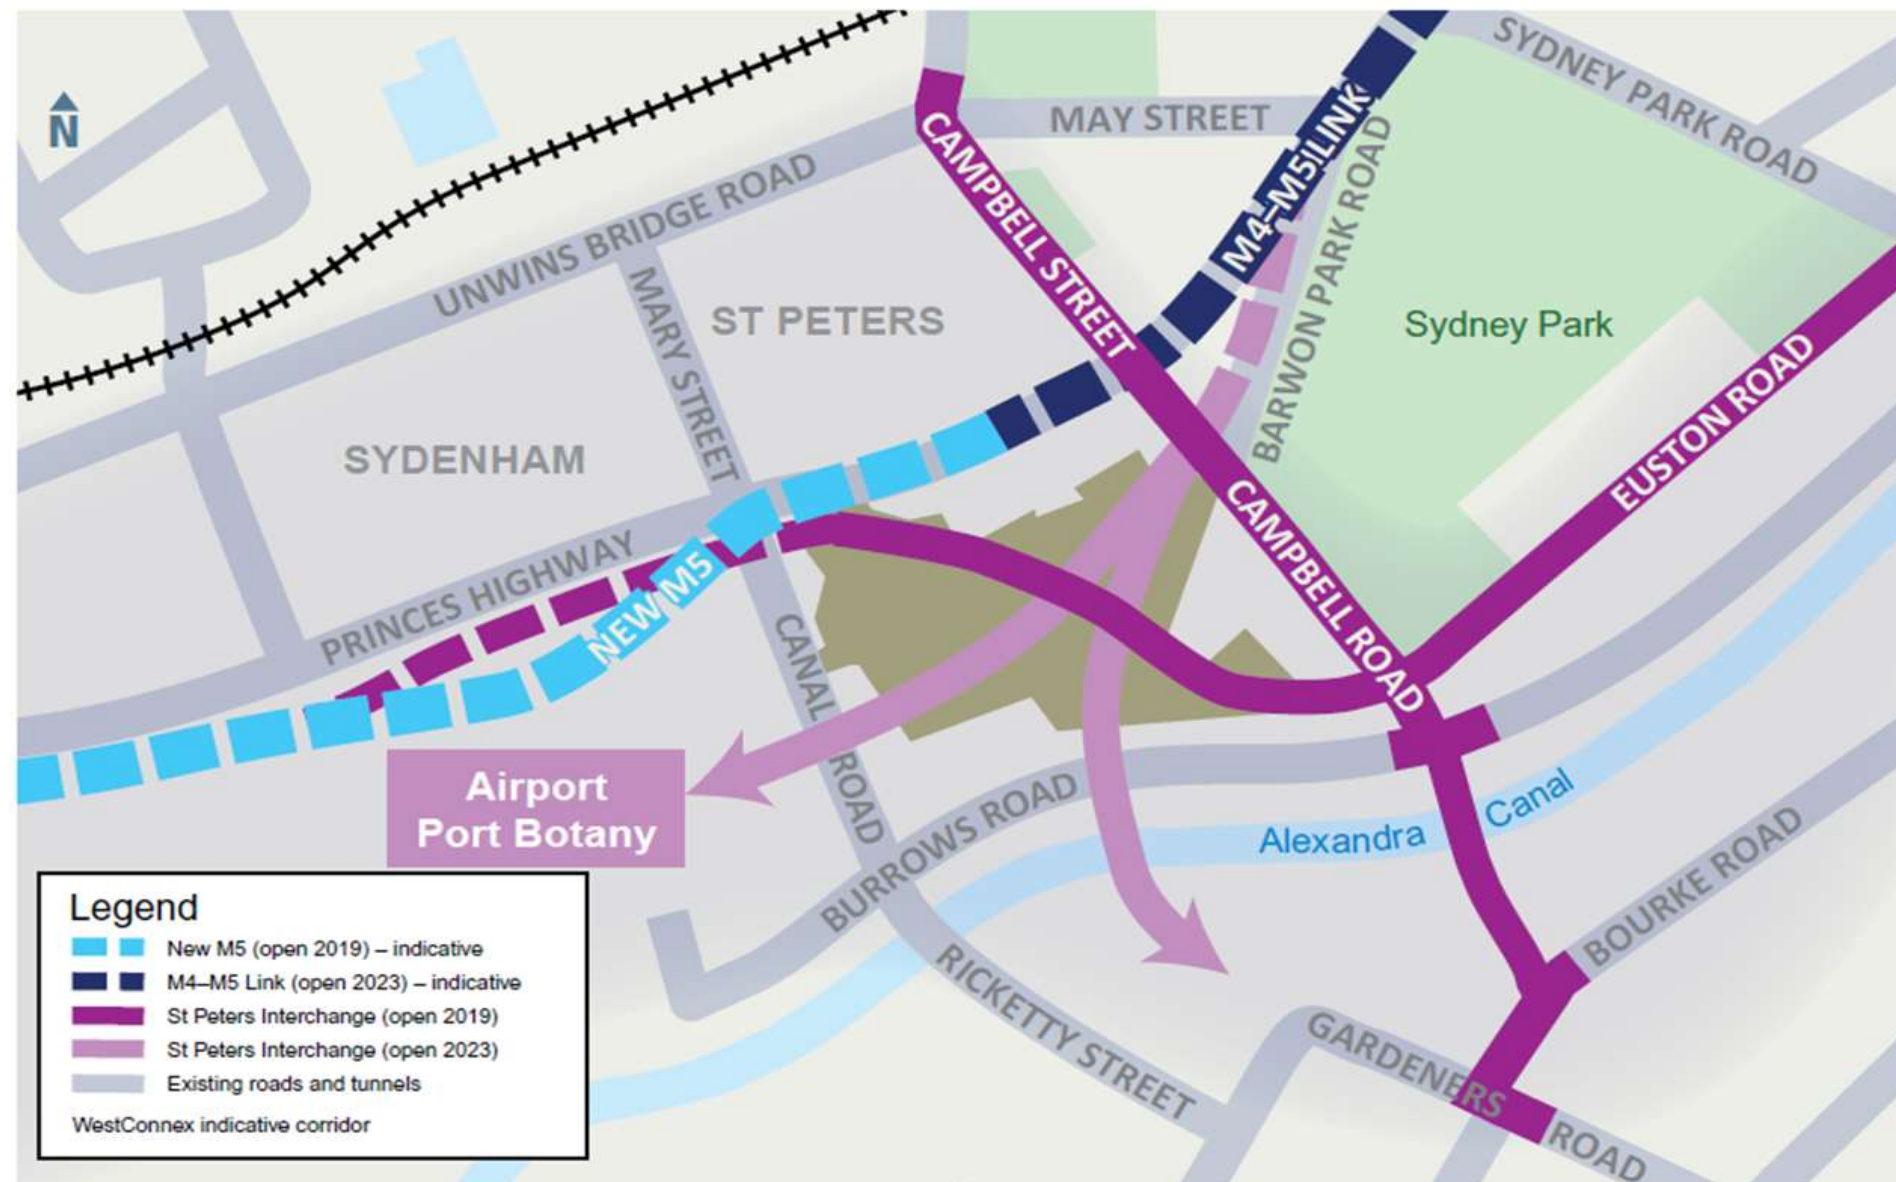 N
SYDNEY PARK ROAD
MAY STREET
M4–M5 LINK
CAMPBELL STREET
UNWINS BRIDGE ROAD
BARWON PARK ROAD
MARY STREET
ST PETERS
Sydney Park
SYDENHAM
EUSTON ROAD
CAMPBELL ROAD
PRINCES HIGHWAY
NEW M5
CANAL ROAD
Airport
Port Botany
BURROWS ROAD
Alexandra Canal
BOURKE ROAD
RICKETTY STREET
GARDENERS ROAD
Legend
New M5 (open 2019) – indicative
M4–M5 Link (open 2023) – indicative
St Peters Interchange (open 2019)
St Peters Interchange (open 2023)
Existing roads and tunnels
WestConnex indicative corridor